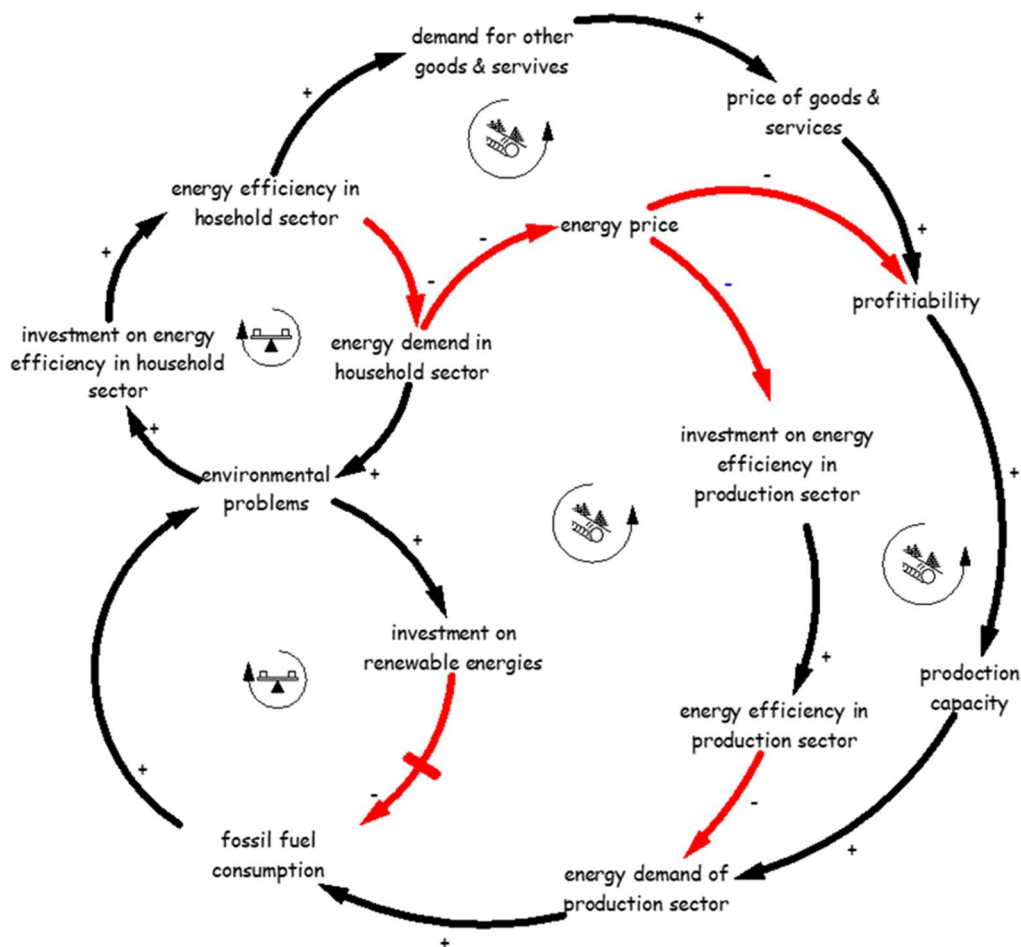 demand for other
goods & servives
+
+
price of goods &
services
energy efficiency in
hosehold sector
-
energy price
-
+
+
-
-
profitiability
investment on energy
efficiency in household
sector
energy demend in
household sector
+
+
environmental
problems
investment on energy
efficiency in
production sector
+
+
investment on
renewable energies
+
production
capacity
energy efficiency in
production sector
+
-
-
fossil fuel
consumption
+
energy demand of
production sector
+